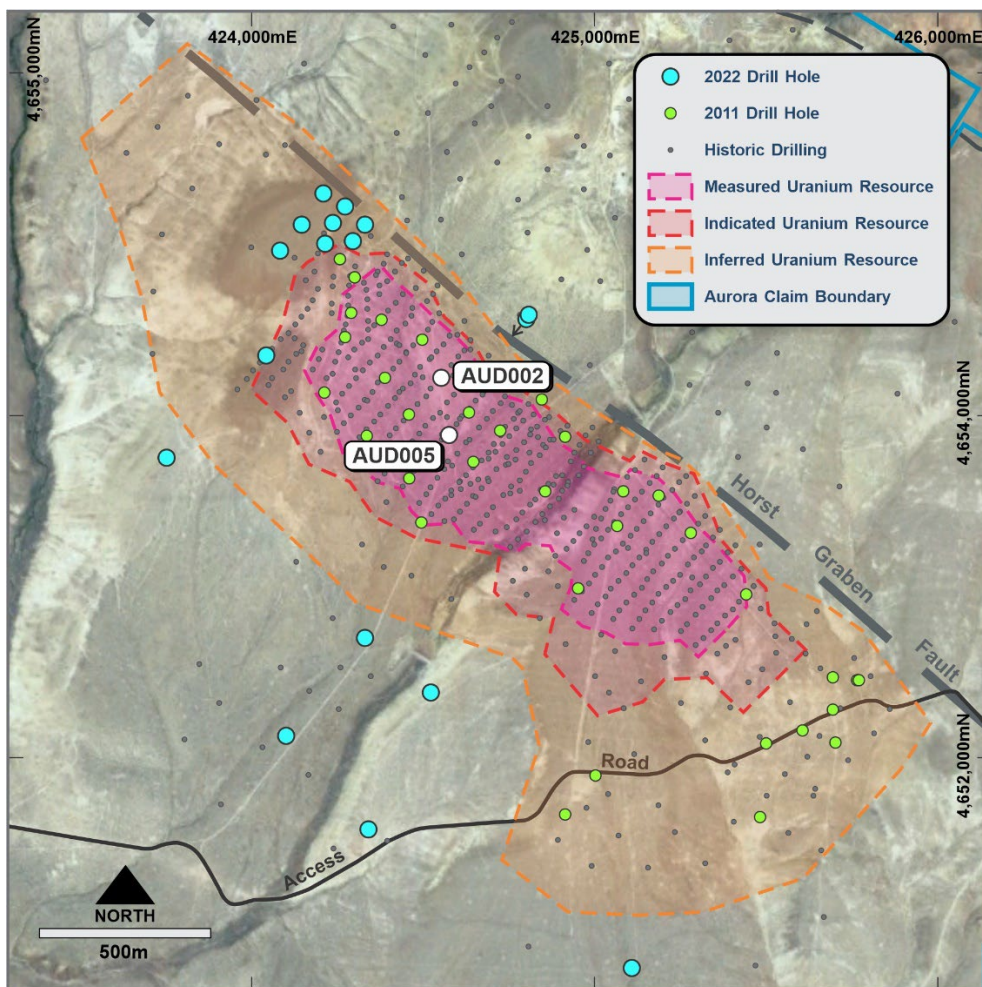 424,000mE
425,000mE
426,000mE
4,655,000mN
2022 Drill Hole
2011 Drill Hole
Historic Drilling
Measured Uranium Resource
Indicated Uranium Resource
Inferred Uranium Resource
Aurora Claim Boundary
AUD002
AUD005
4,654,000mN
Horst
Graben
Fault
Road
4,652,000mN
Access
NORTH
500m